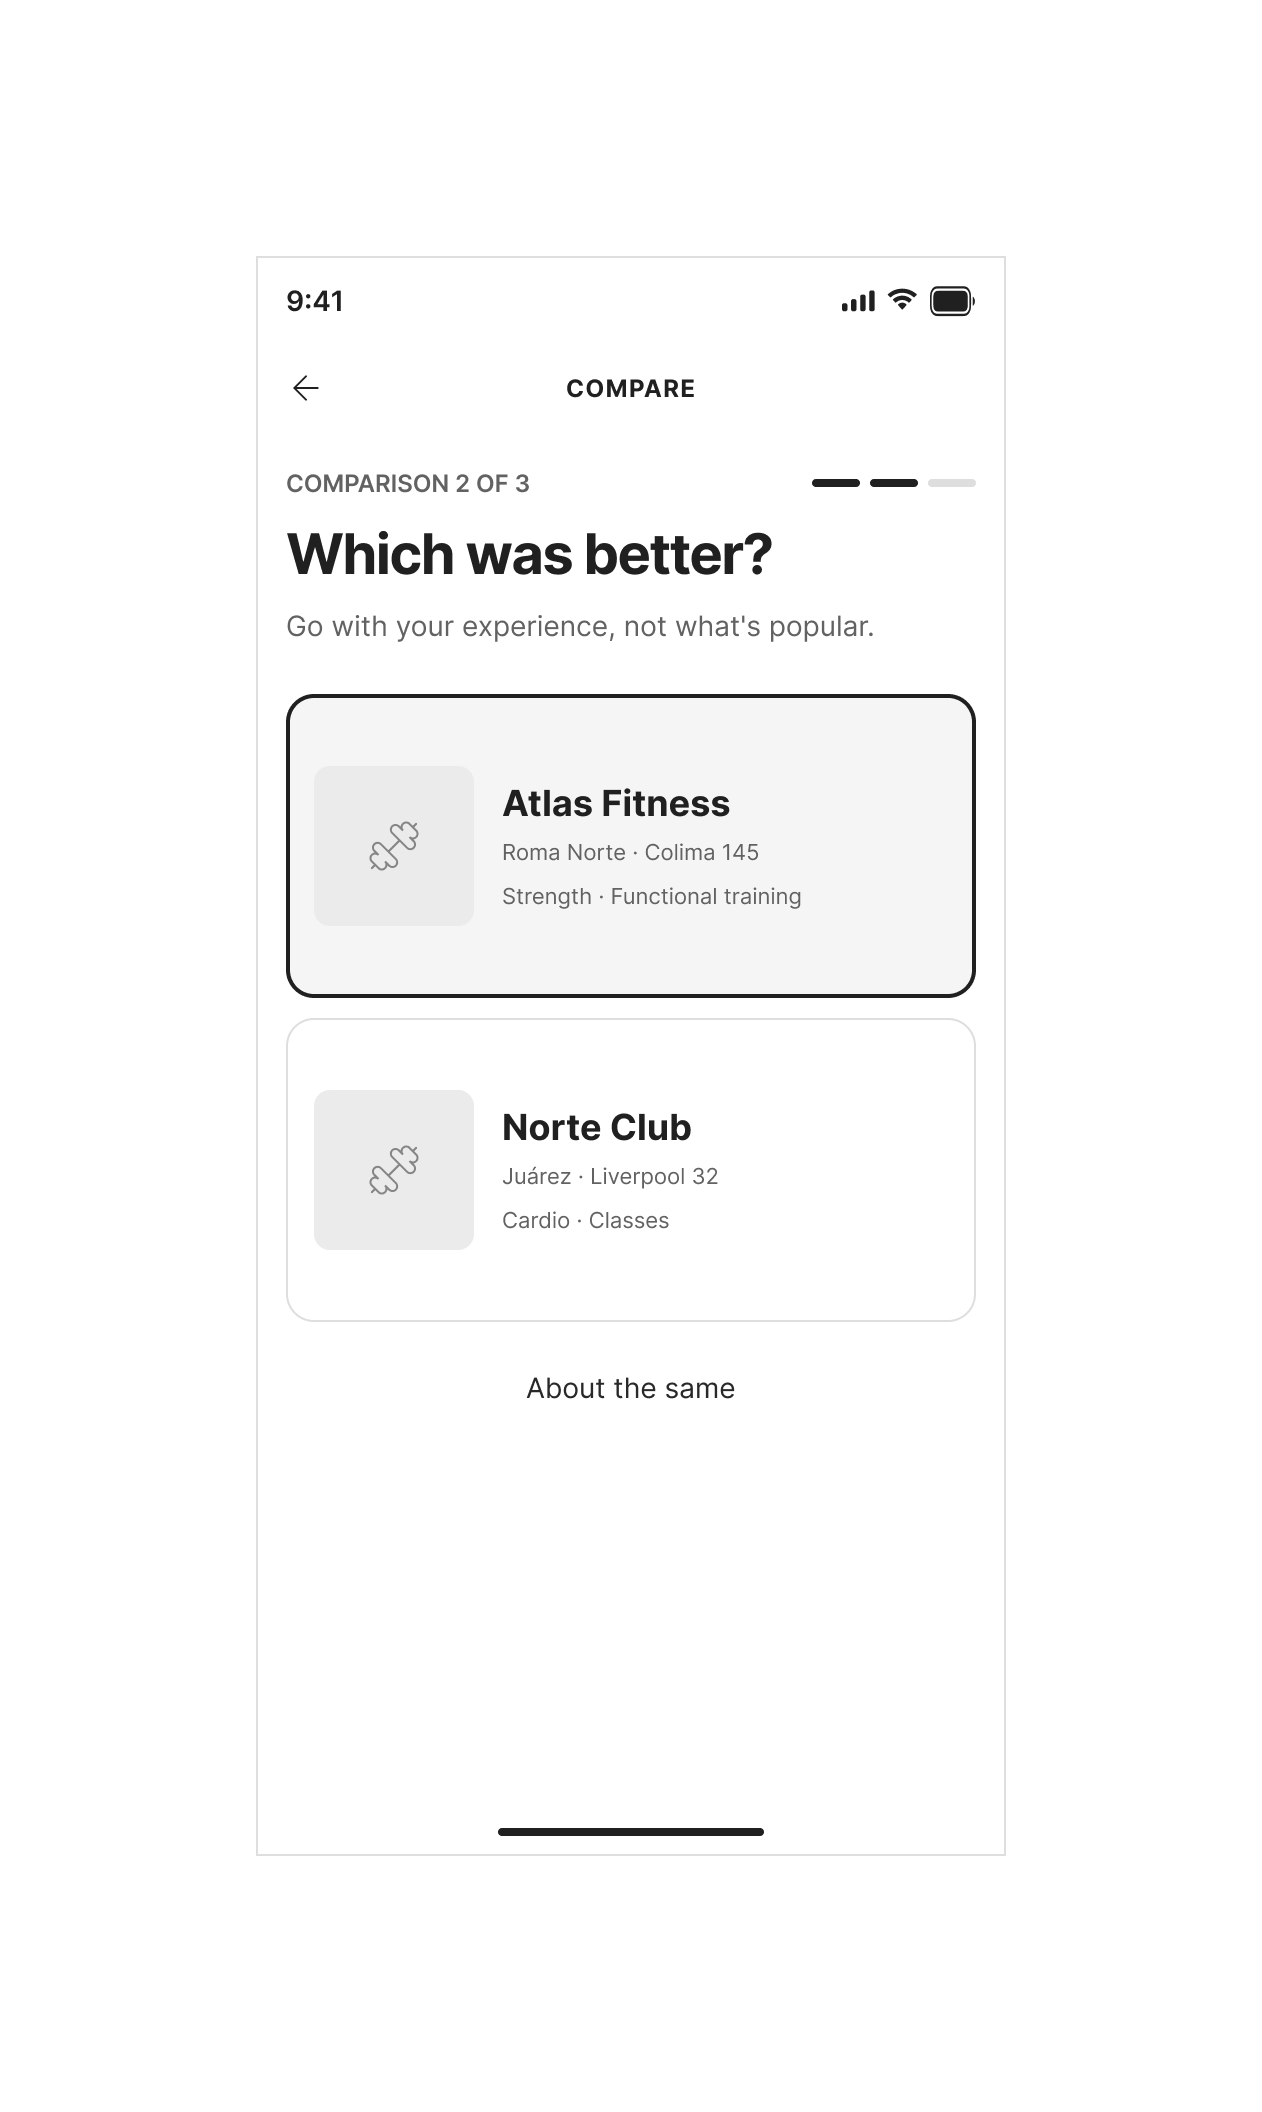 9:41
COMPARE
COMPARISON 2 OF 3
Which was better?
Go with your experience, not what's popular.
Atlas Fitness
Roma Norte · Colima 145
Strength · Functional training
Norte Club
Juárez · Liverpool 32
Cardio · Classes
About the same